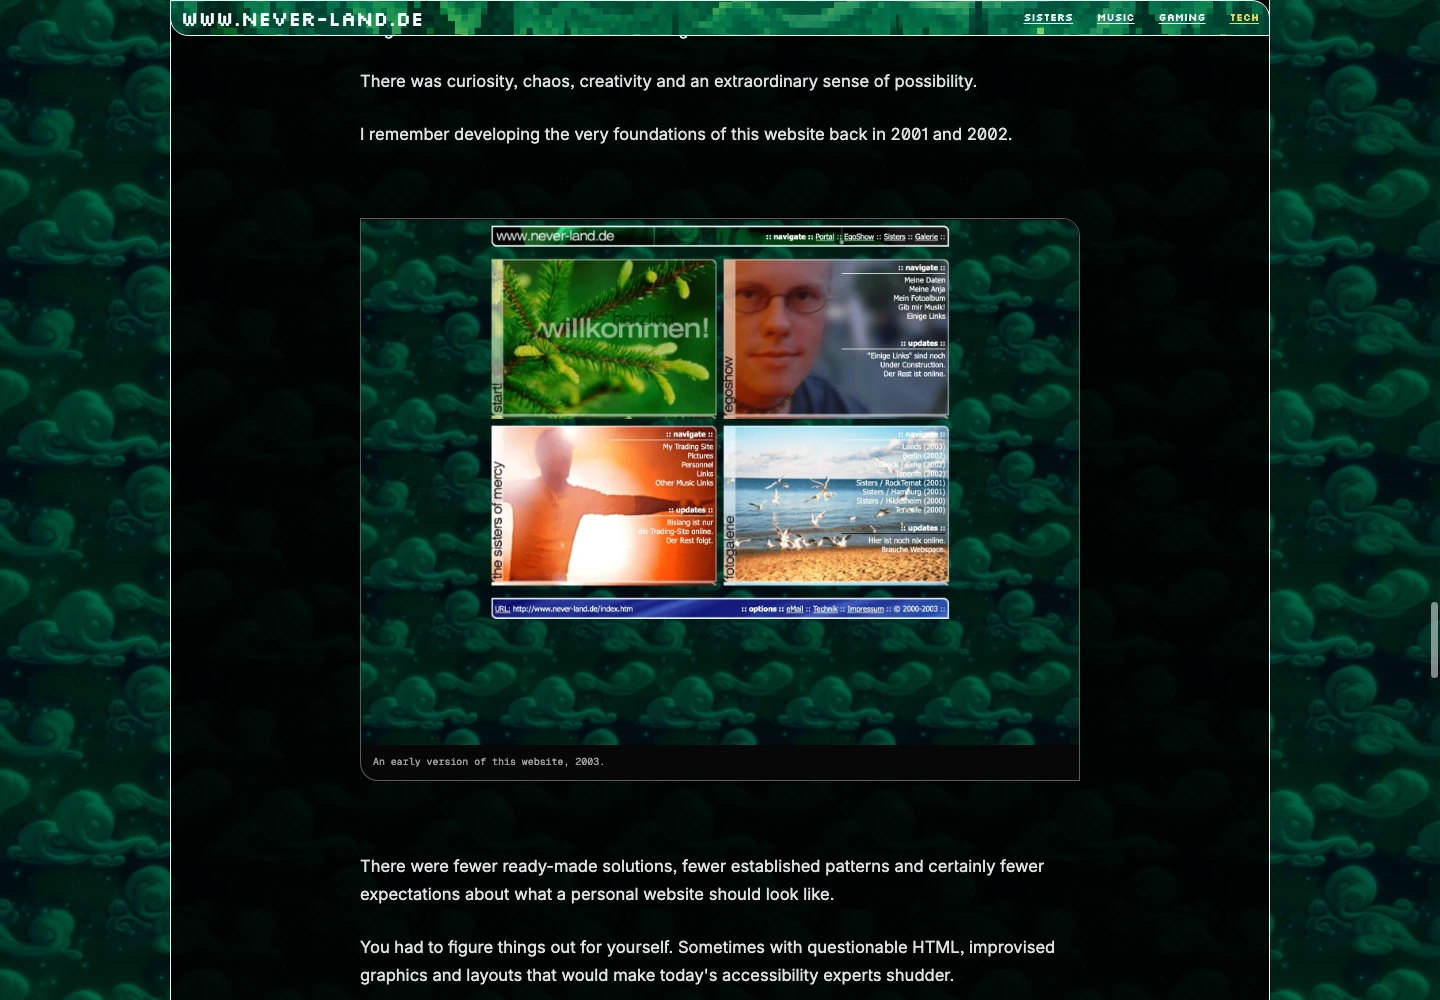 WWW.NEVER-LAND.DE
SISTERS MUSIC GAMING TECH
There was curiosity, chaos, creativity and an extraordinary sense of possibility.
I remember developing the very foundations of this website back in 2001 and 2002.
www.never-land.de
:: navigate :: Portal :: EgoShow :: Sisters :: Galerie ::
start!
herzlich
willkommen!
egoshow
:: navigate ::
Meine Daten
Meine Anja
Mein Fotoalbum
Gib mir Musik!
Einige Links
:: updates ::
"Einige Links" sind noch
Under Construction.
Der Rest ist online.
the sisters of mercy
:: navigate ::
My Trading Site
Pictures
Personnel
Links
Other Music Links
:: updates ::
Bislang ist nur
die Trading-Site online.
Der Rest folgt.
fotogalerie
:: navigate ::
Leeds (2003)
Berlin (2002)
(2002)
Tenerife (2002)
Sisters / RockTernat (2001)
Sisters / Hamburg (2001)
Sisters / Hildesheim (2000)
Tenerife (2000)
:: updates ::
Hier ist noch nix online.
Brauche Webspace.
URL: http://www.never-land.de/index.htm
:: options :: eMail :: Technik :: Impressum :: © 2000-2003 ::
An early version of this website, 2003.
There were fewer ready-made solutions, fewer established patterns and certainly fewer
expectations about what a personal website should look like.
You had to figure things out for yourself. Sometimes with questionable HTML, improvised
graphics and layouts that would make today's accessibility experts shudder.